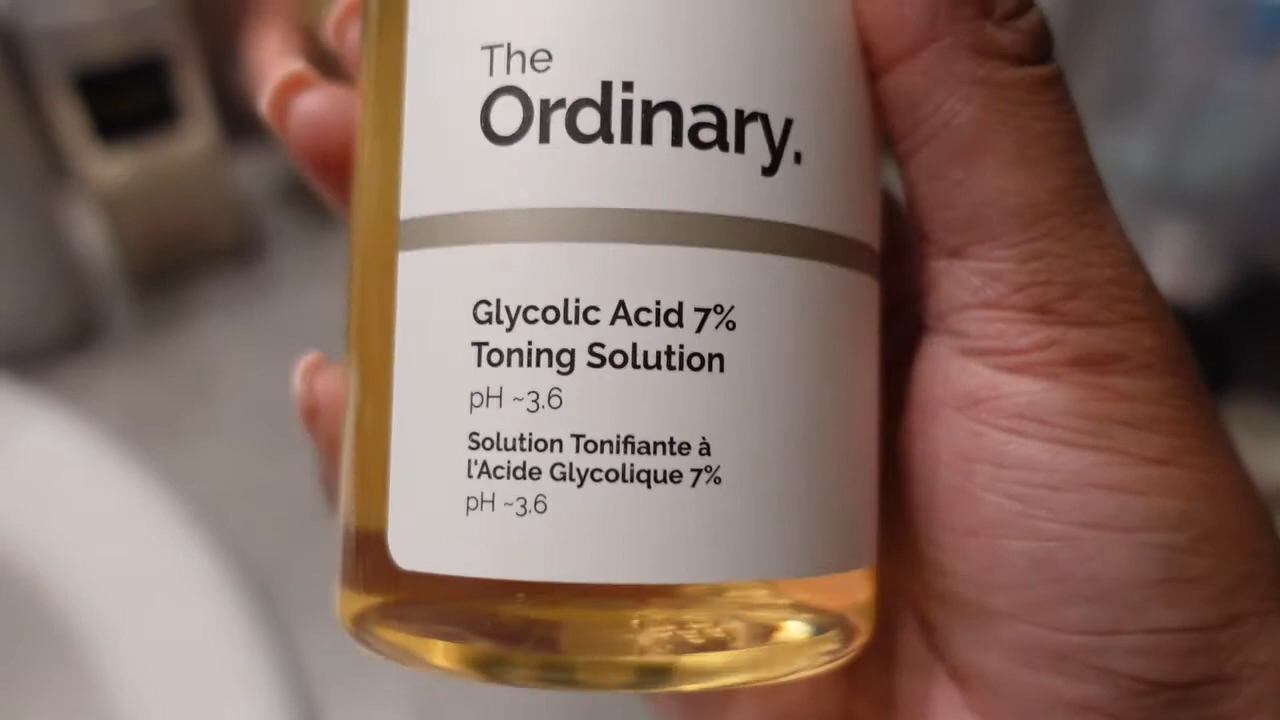 The
Ordinary.
Glycolic Acid 7%
Toning Solution
pH ~3.6
Solution Tonifiante à
l'Acide Glycolique 7%
pH ~3.6